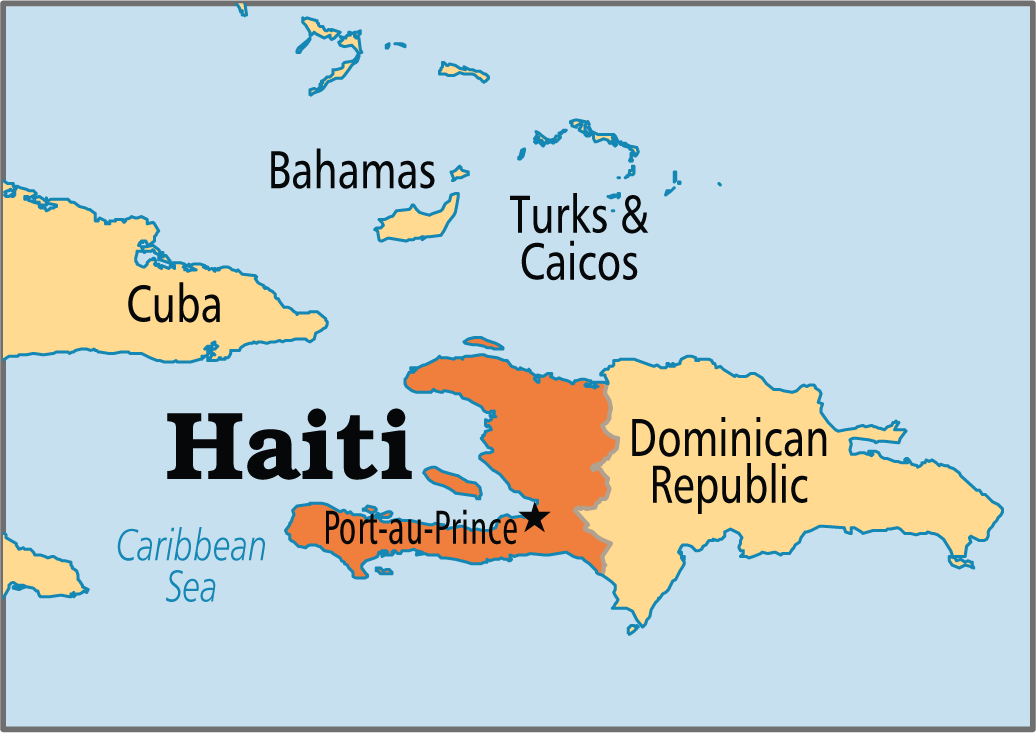 Bahamas
Turks &
Caicos
Cuba
Haiti
Dominican
Republic
Port-au-Prince
Caribbean
Sea